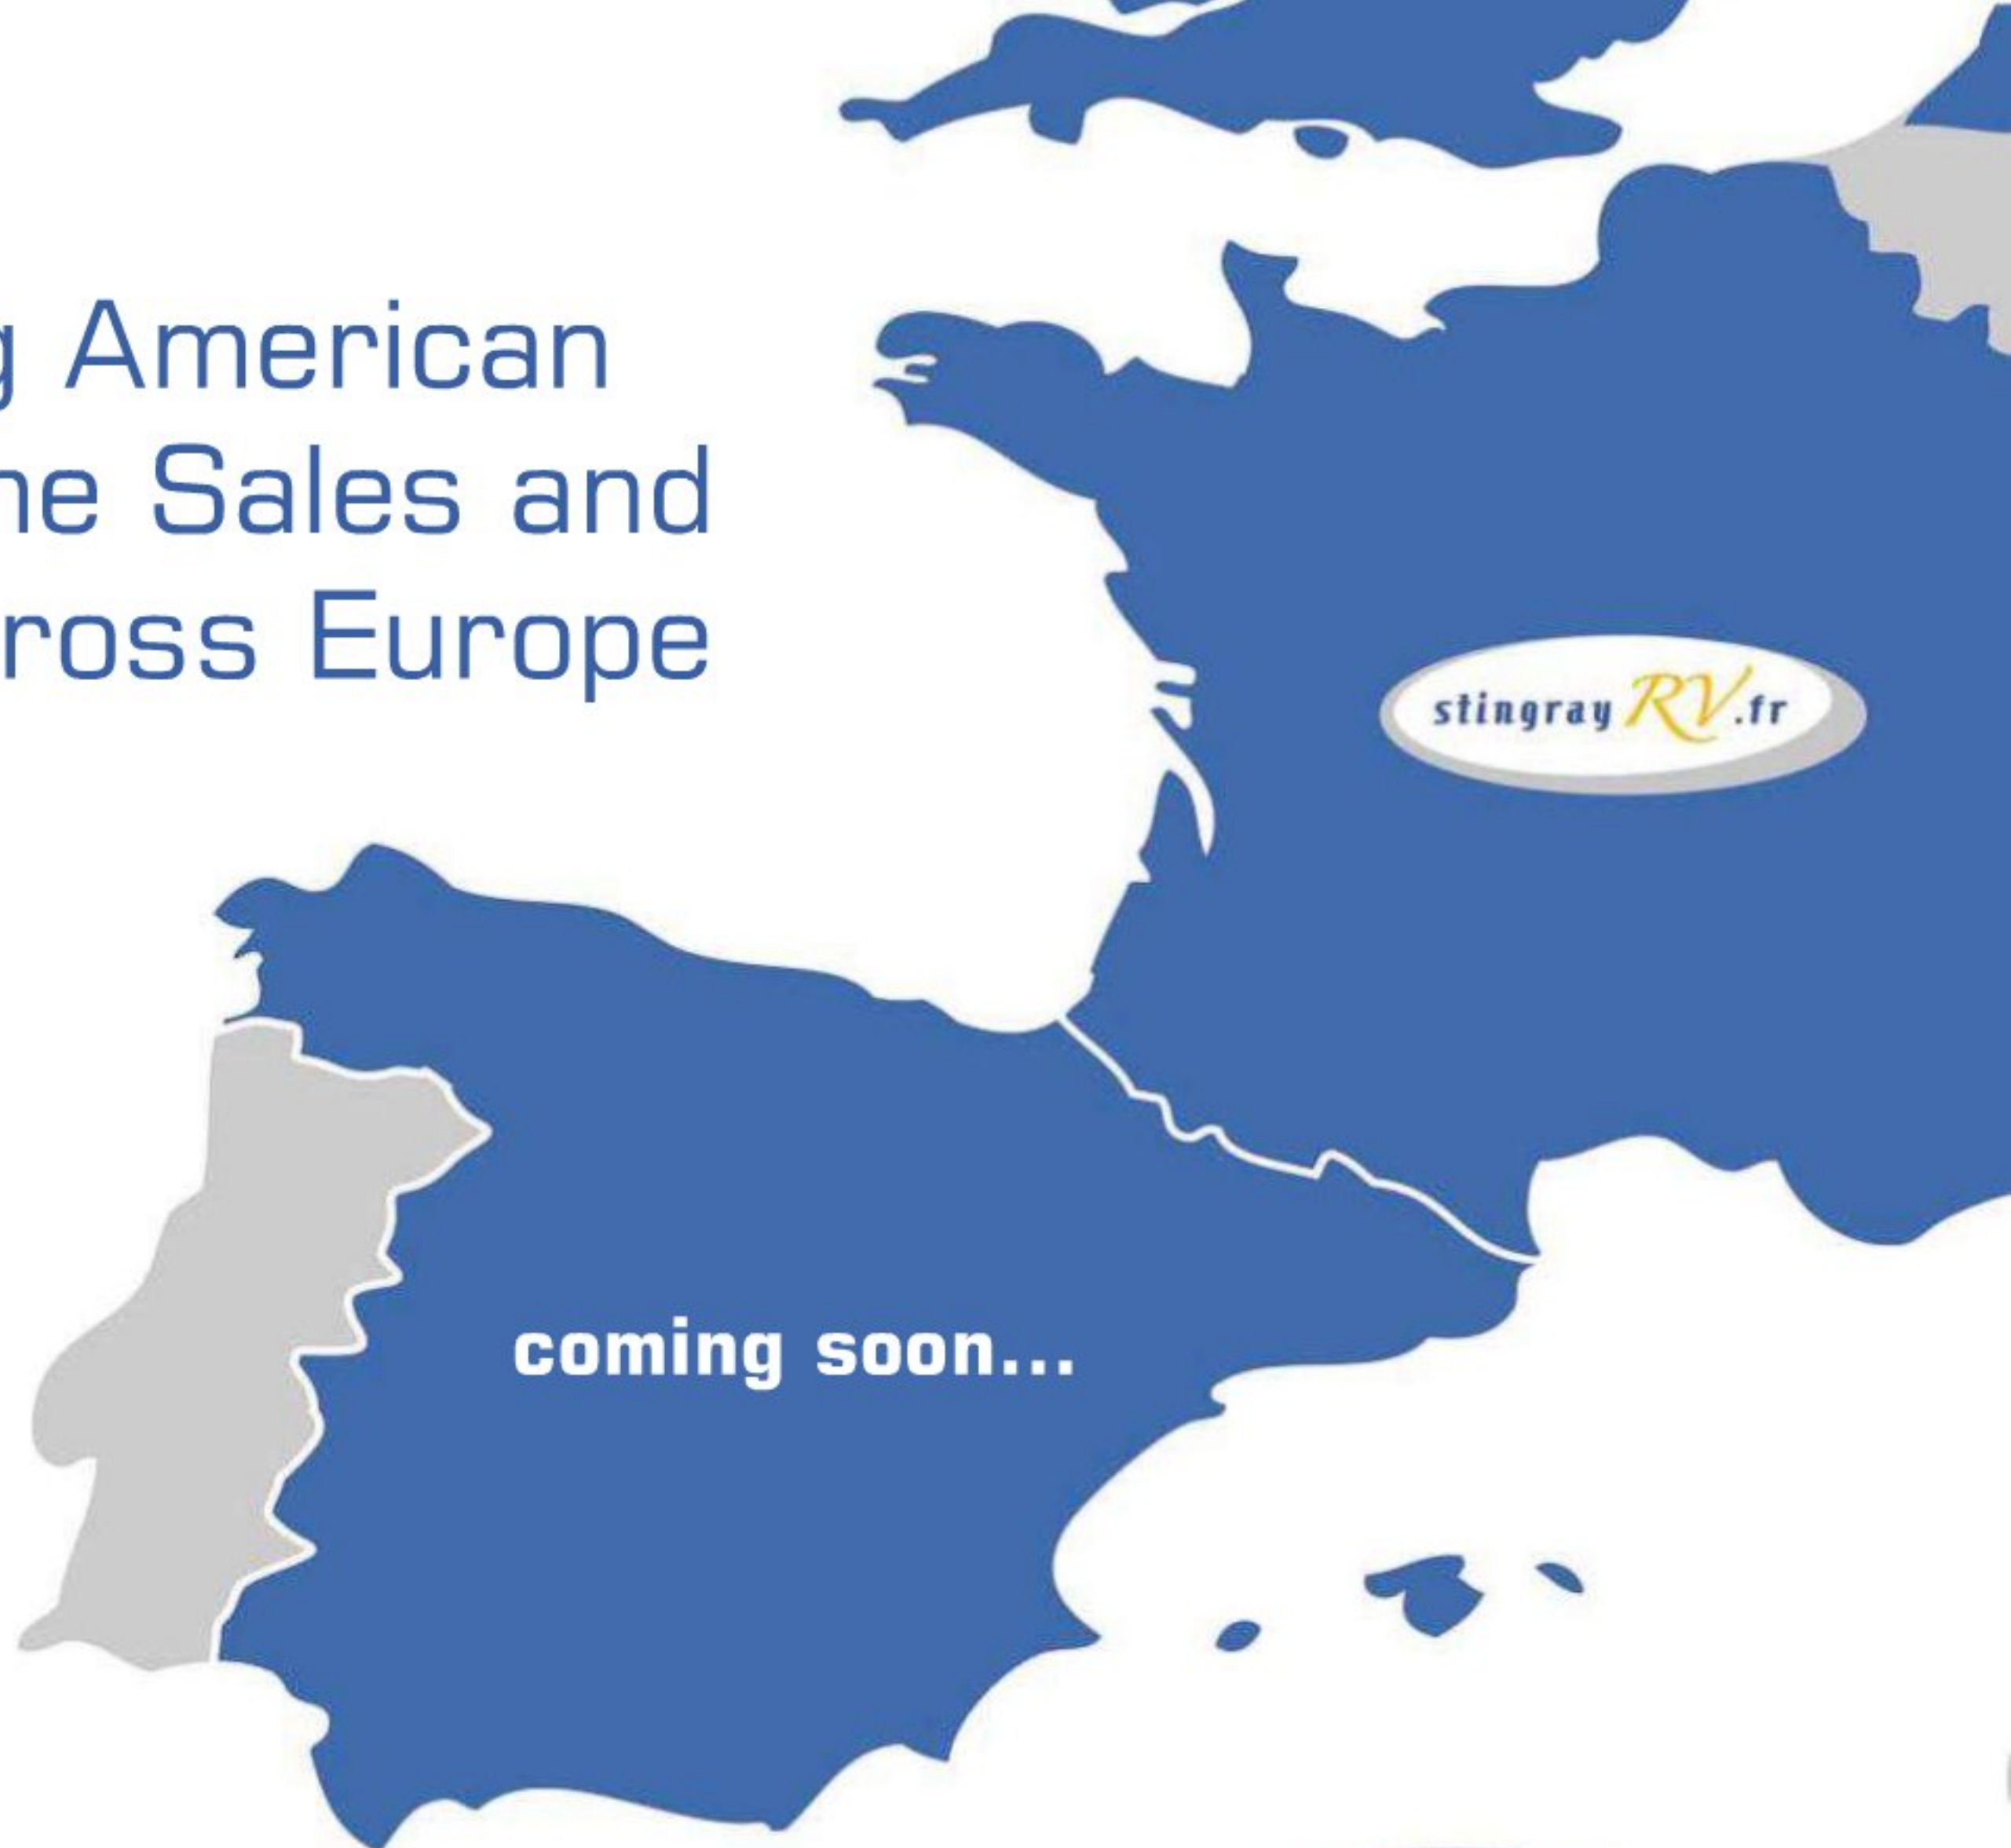 g American
ne Sales and
ross Europe
stingray RV.fr
coming soon...